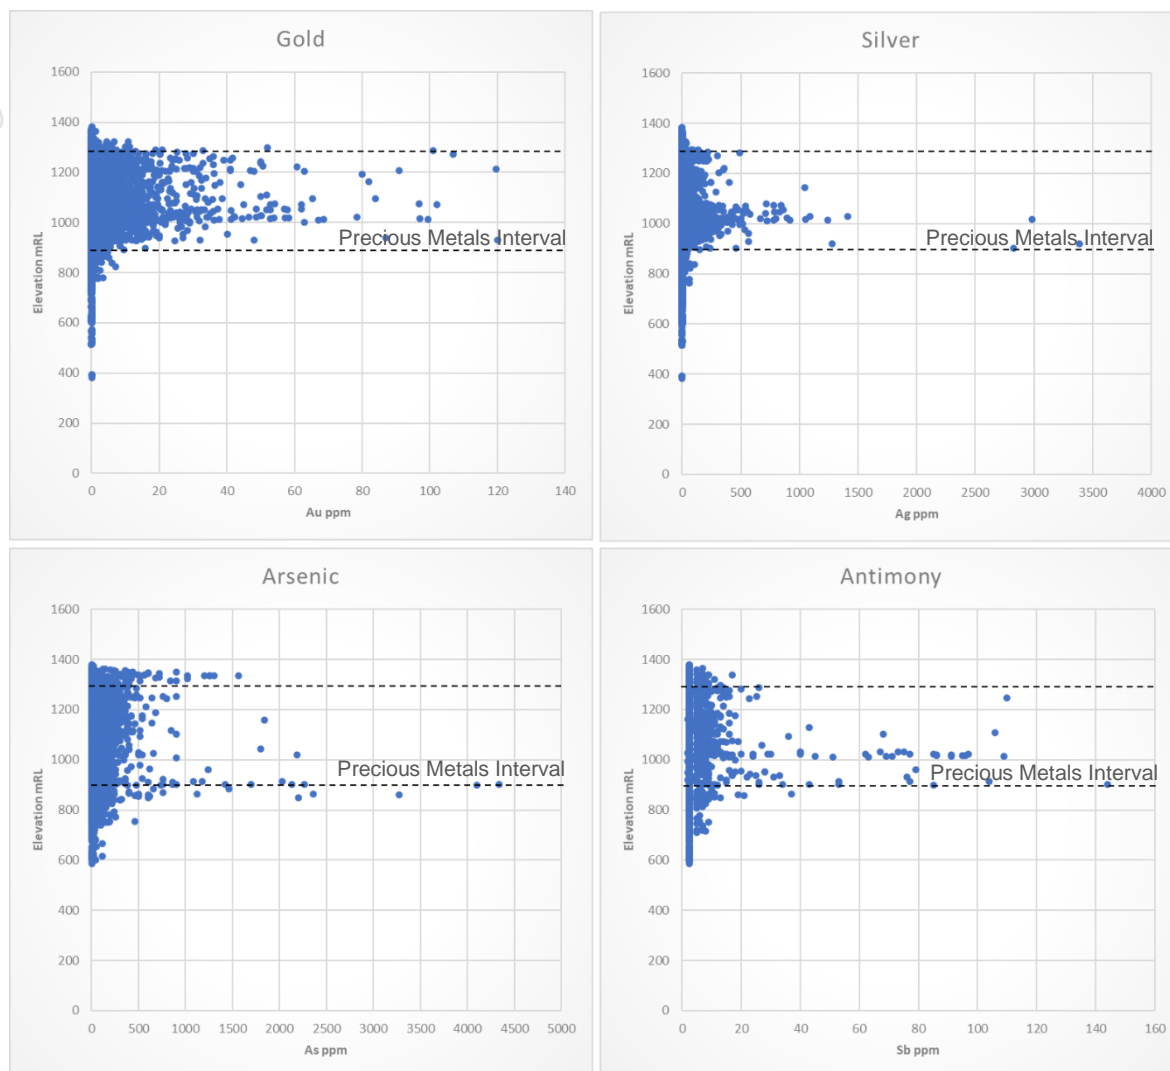 Gold
1600
1400
1200
1000
800
600
400
200
0
Elevation mRL
Precious Metals Interval
0 20 40 60 80 100 120 140
Au ppm
Silver
1600
1400
1200
1000
800
600
400
200
0
Elevation mRL
Precious Metals Interval
0 500 1000 1500 2000 2500 3000 3500 4000
Ag ppm
Arsenic
1600
1400
1200
1000
800
600
400
200
0
Elevation mRL
Precious Metals Interval
0 500 1000 1500 2000 2500 3000 3500 4000 4500 5000
As ppm
Antimony
1600
1400
1200
1000
800
600
400
200
0
Elevation mRL
Precious Metals Interval
0 20 40 60 80 100 120 140 160
Sb ppm